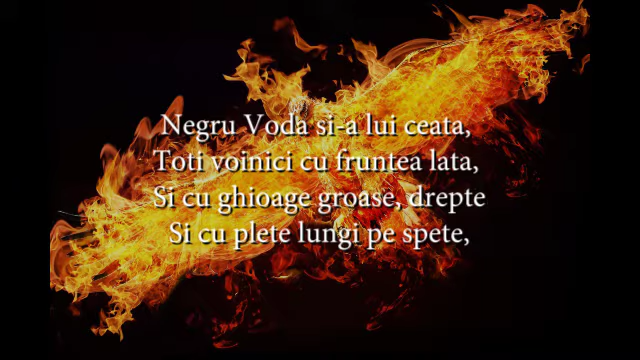 Negru Voda si-a lui ceata,
Toti voinici cu fruntea lata,
Si cu ghioage groase, drepte
Si cu plete lungi pe spete,